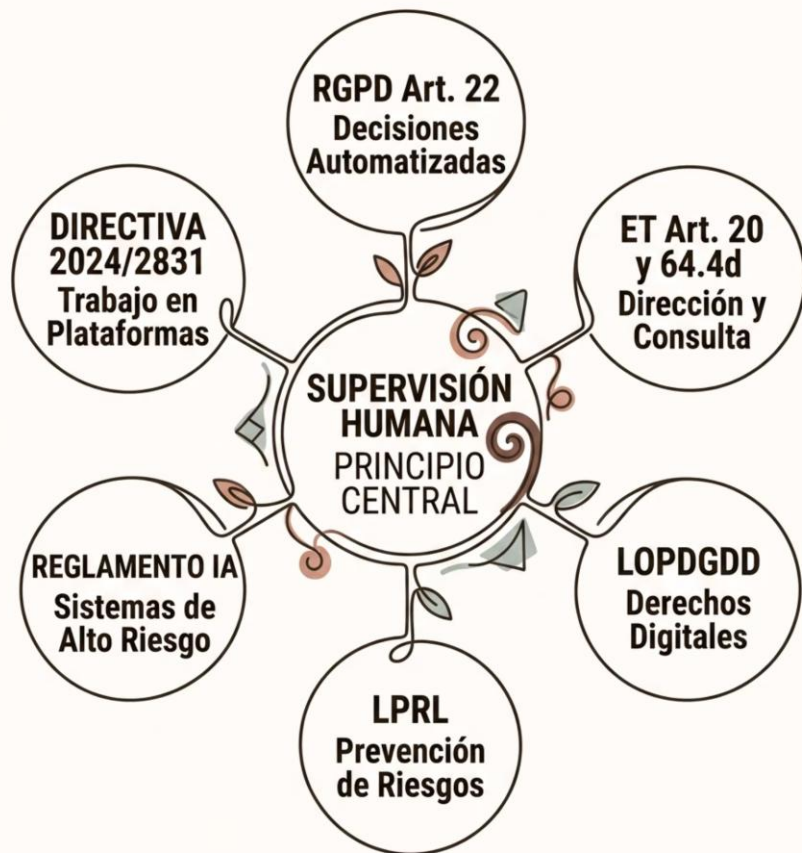 RGPD Art. 22
Decisiones
Automatizadas
DIRECTIVA
2024/2831
Trabajo en
Plataformas
ET Art. 20
y 64.4d
Dirección y
Consulta
SUPERVISIÓN
HUMANA
PRINCIPIO
CENTRAL
REGLAMENTO IA
Sistemas de
Alto Riesgo
LOPDGDD
Derechos
Digitales
LPRL
Prevención
de Riesgos